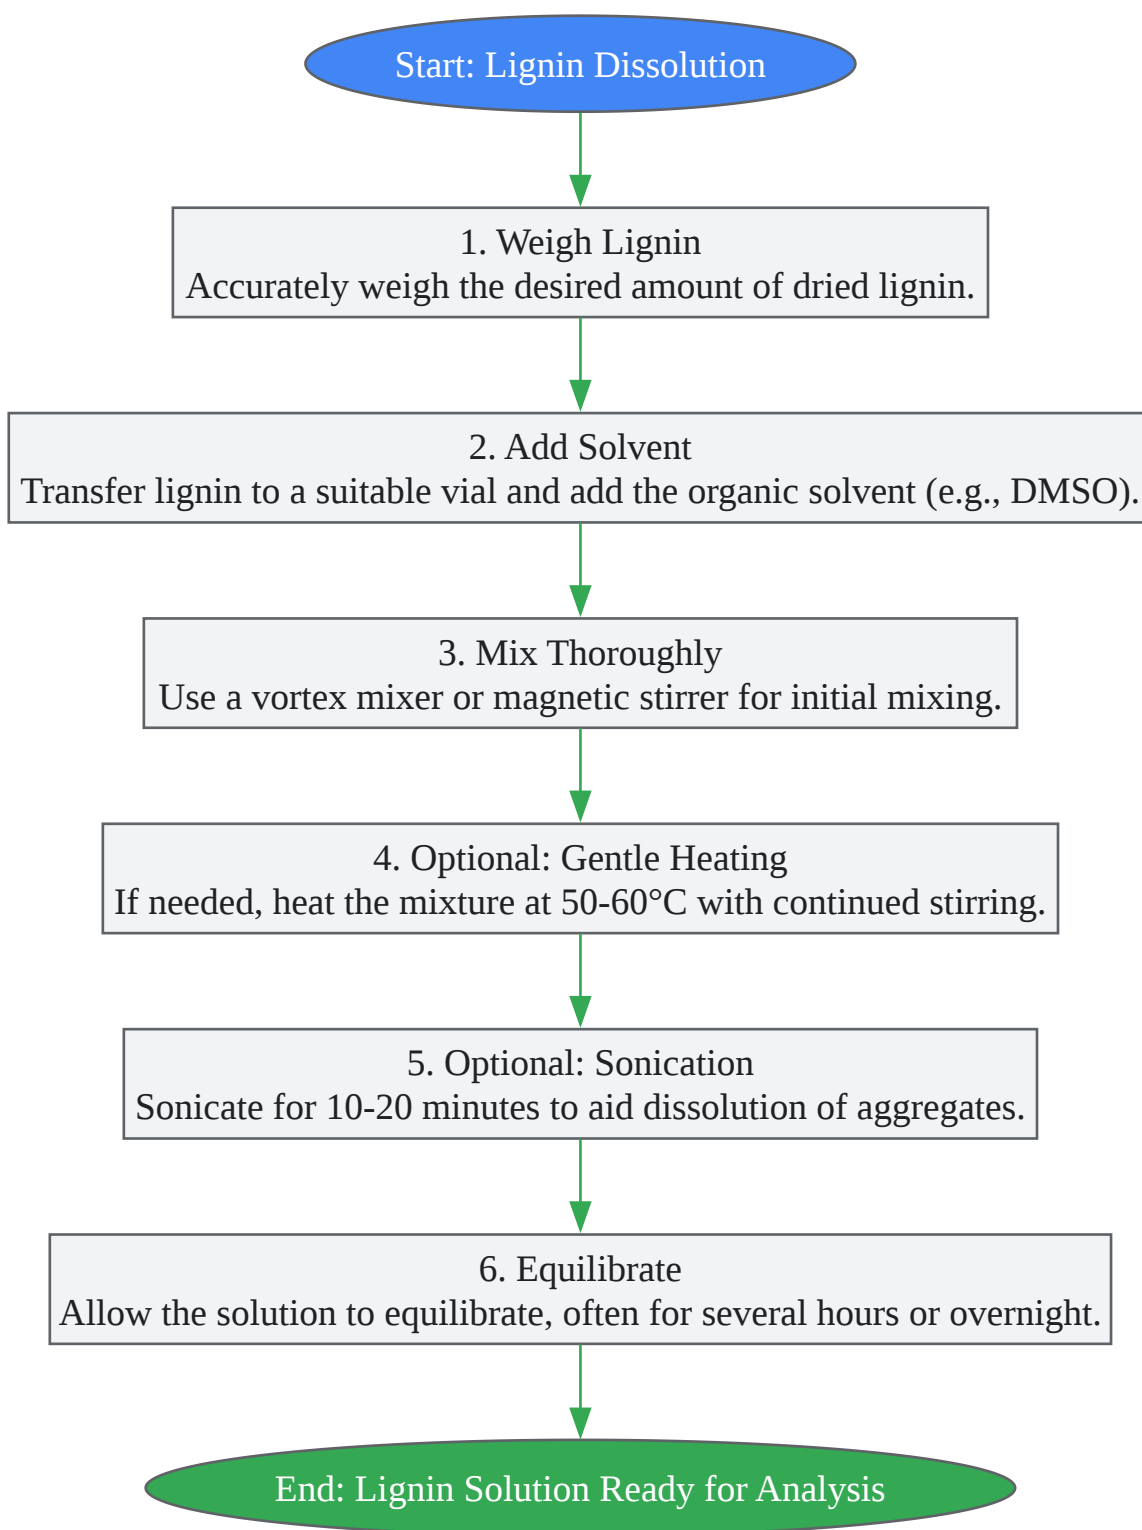 Start: Lignin Dissolution
1. Weigh Lignin
Accurately weigh the desired amount of dried lignin.
2. Add Solvent
Transfer lignin to a suitable vial and add the organic solvent (e.g., DMSO).
3. Mix Thoroughly
Use a vortex mixer or magnetic stirrer for initial mixing.
4. Optional: Gentle Heating
If needed, heat the mixture at 50-60°C with continued stirring.
5. Optional: Sonication
Sonicate for 10-20 minutes to aid dissolution of aggregates.
6. Equilibrate
Allow the solution to equilibrate, often for several hours or overnight.
End: Lignin Solution Ready for Analysis